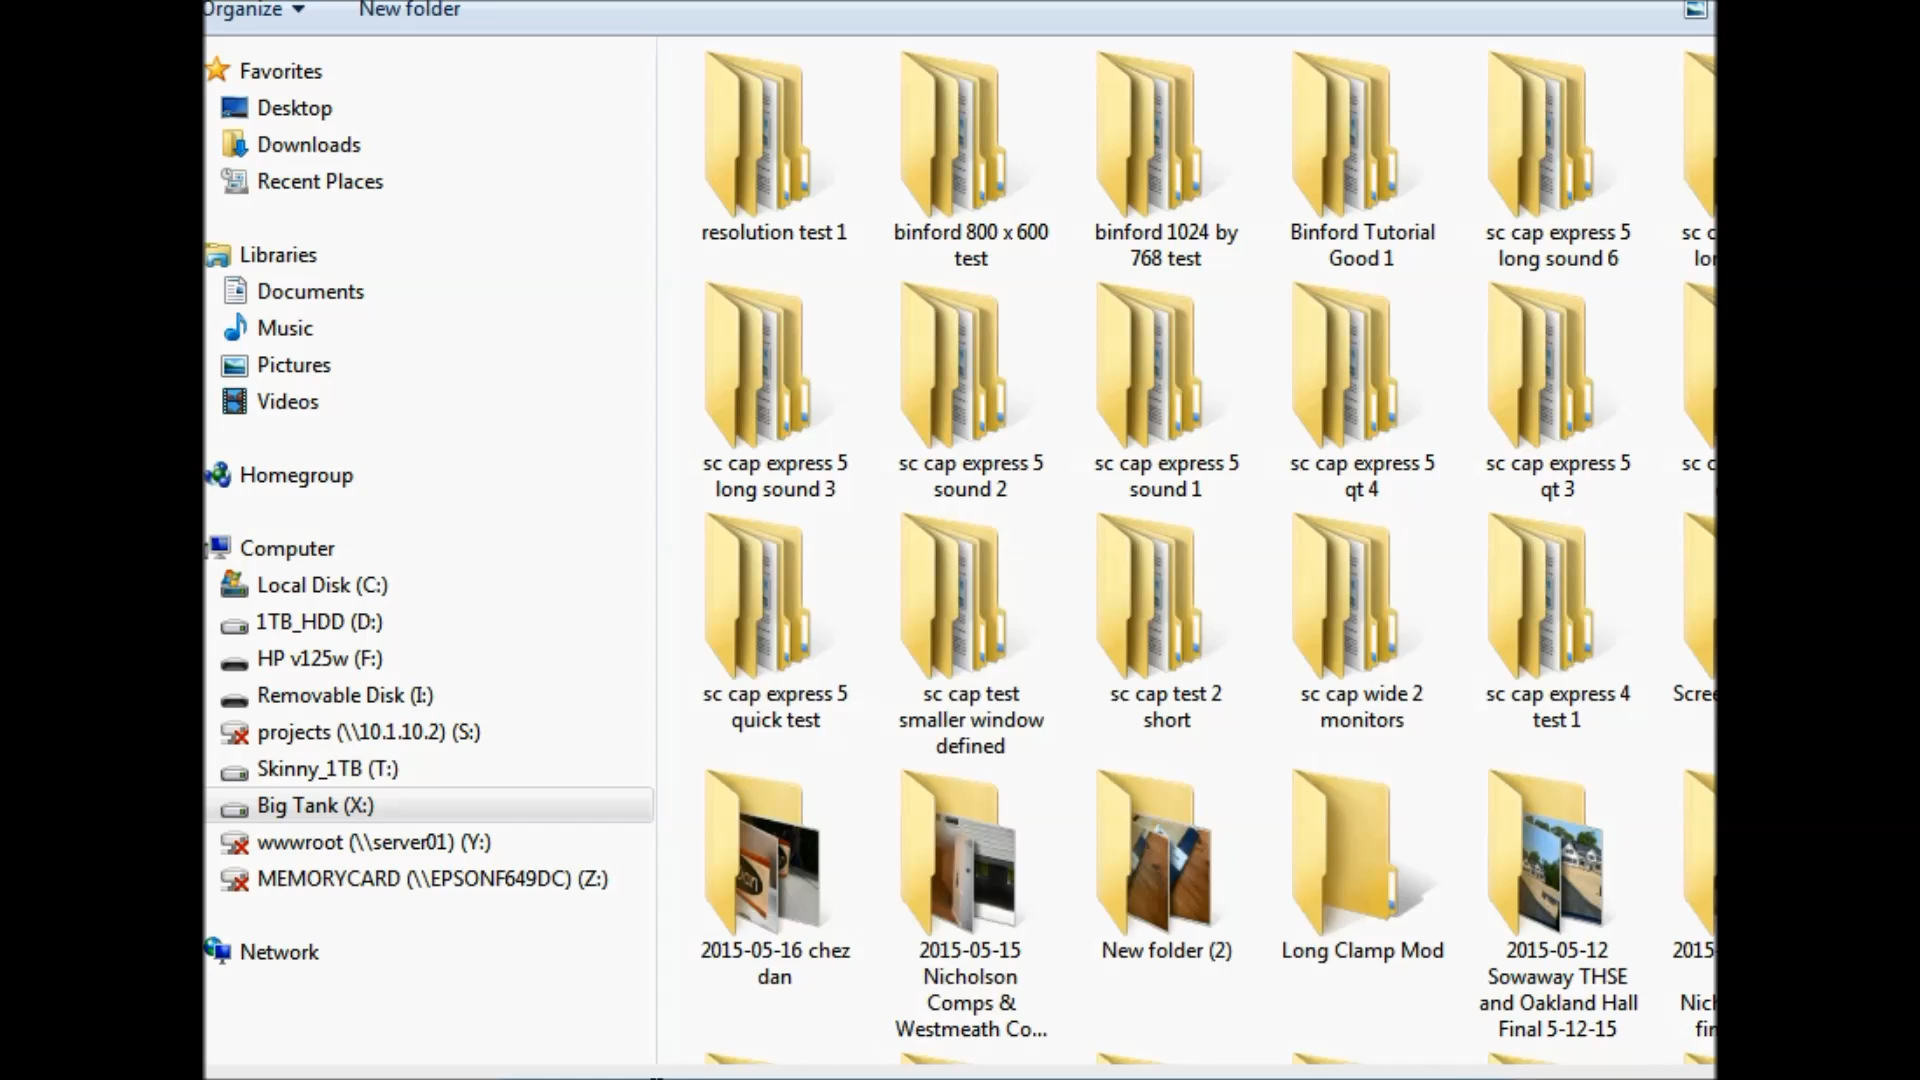 Organize
New folder
Favorites
Desktop
Downloads
Recent Places
Libraries
Documents
Music
Pictures
Videos
Homegroup
Computer
Local Disk (C:)
1TB_HDD (D:)
HP v125w (F:)
Removable Disk (I:)
projects (\\10.1.10.2) (S:)
Skinny_1TB (T:)
Big Tank (X:)
wwwroot (\\server01) (Y:)
MEMORYCARD (\\EPSONF649DC) (Z:)
Network
resolution test 1
binford 800 x 600
test
binford 1024 by
768 test
Binford Tutorial
Good 1
sc cap express 5
long sound 6
sc
sc cap express 5
long sound 3
sc cap express 5
sound 2
sc cap express 5
sound 1
sc cap express 5
qt 4
sc cap express 5
qt 3
sc
sc cap express 5
quick test
sc cap test
smaller window
defined
sc cap test 2
short
sc cap wide 2
monitors
sc cap express 4
test 1
2015-05-16 chez
dan
2015-05-15
Nicholson
Comps &
Westmeath Co...
New folder (2)
Long Clamp Mod
2015-05-12
Sowaway THSE
and Oakland Hall
Final 5-12-15
2015